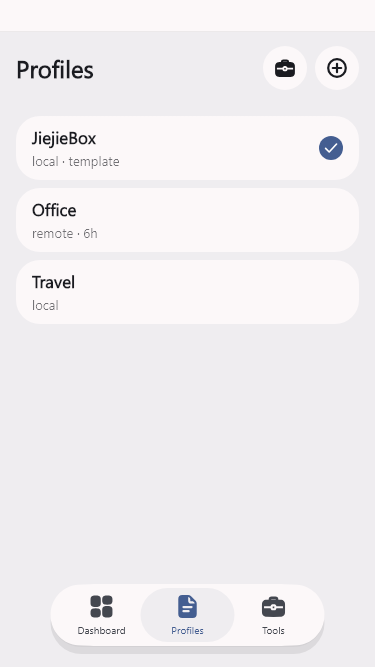 Profiles
JiejieBox
local · template
Office
remote · 6h
Travel
local
Dashboard
Profiles
Tools